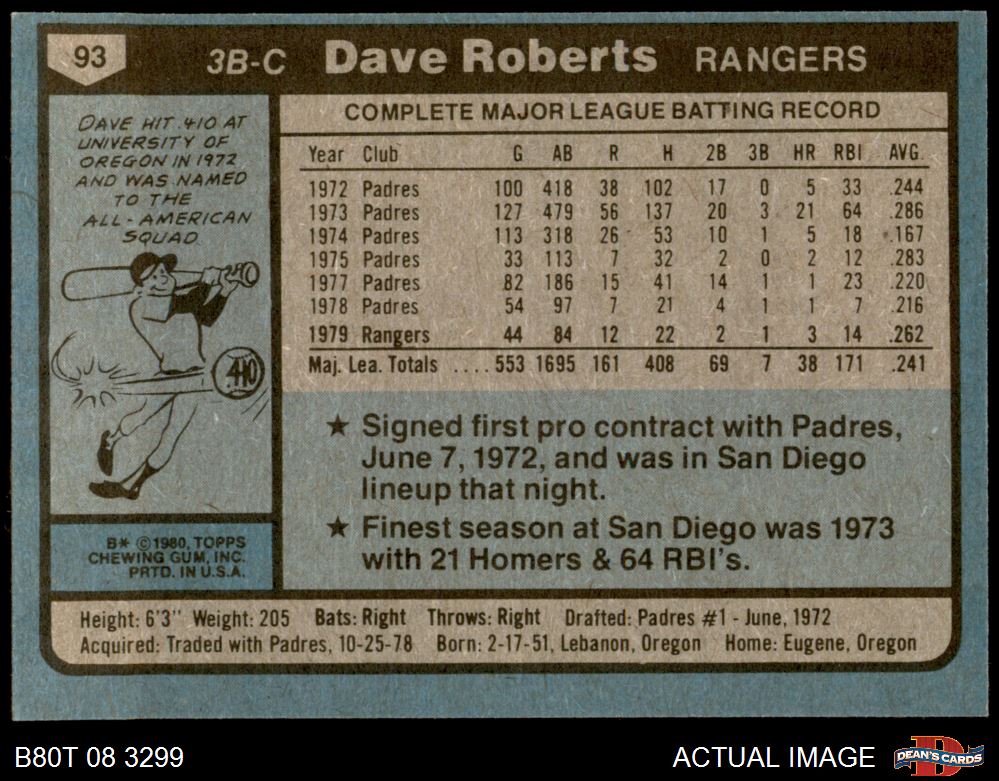 93
3B-C Dave Roberts RANGERS
DAVE HIT .410 AT
UNIVERSITY OF
OREGON IN 1972
AND WAS NAMED
TO THE
ALL-AMERICAN
SQUAD
.410
B* ©1980, TOPPS
CHEWING GUM, INC.
PRTD. IN U.S.A.
COMPLETE MAJOR LEAGUE BATTING RECORD
Year Club G AB R H 2B 3B HR RBI AVG.
1972 Padres 100 418 38 102 17 0 5 33 .244
1973 Padres 127 479 56 137 20 3 21 64 .286
1974 Padres 113 318 26 53 10 1 5 18 .167
1975 Padres 33 113 7 32 2 0 2 12 .283
1977 Padres 82 186 15 41 14 1 1 23 .220
1978 Padres 54 97 7 21 4 1 1 7 .216
1979 Rangers 44 84 12 22 2 1 3 14 .262
Maj. Lea. Totals .... 553 1695 161 408 69 7 38 171 .241
★ Signed first pro contract with Padres,
June 7, 1972, and was in San Diego
lineup that night.
★ Finest season at San Diego was 1973
with 21 Homers & 64 RBI's.
Height: 6'3" Weight: 205 Bats: Right Throws: Right Drafted: Padres #1 - June, 1972
Acquired: Traded with Padres, 10-25-78 Born: 2-17-51, Lebanon, Oregon Home: Eugene, Oregon
B80T 08 3299
ACTUAL IMAGE
D
DEAN'S CARDS